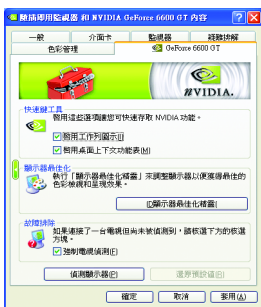 隨插即用監視器 和 NVIDIA GeForce 6600 GT 內容
一般
介面卡
監視器
疑難排解
色彩管理
GeForce 6600 GT
NVIDIA.
快速鍵工具
啟用這些選項讓您可快速存取 NVIDIA 功能。
啟用工作列圖示(I)
啟用桌面上下文功能表(M)
顯示器最佳化
執行「顯示器最佳化精靈」來調整顯示器以便獲得最佳的
色彩檢視和呈現效果。
顯示器最佳化精靈(
故障排除
如果連接了一台電視但尚未被偵測到，請核選下方的核選
方塊。
強制電視偵測(F)
偵測顯示器(P)
還原預設值(S)
確定
取消
套用(A)